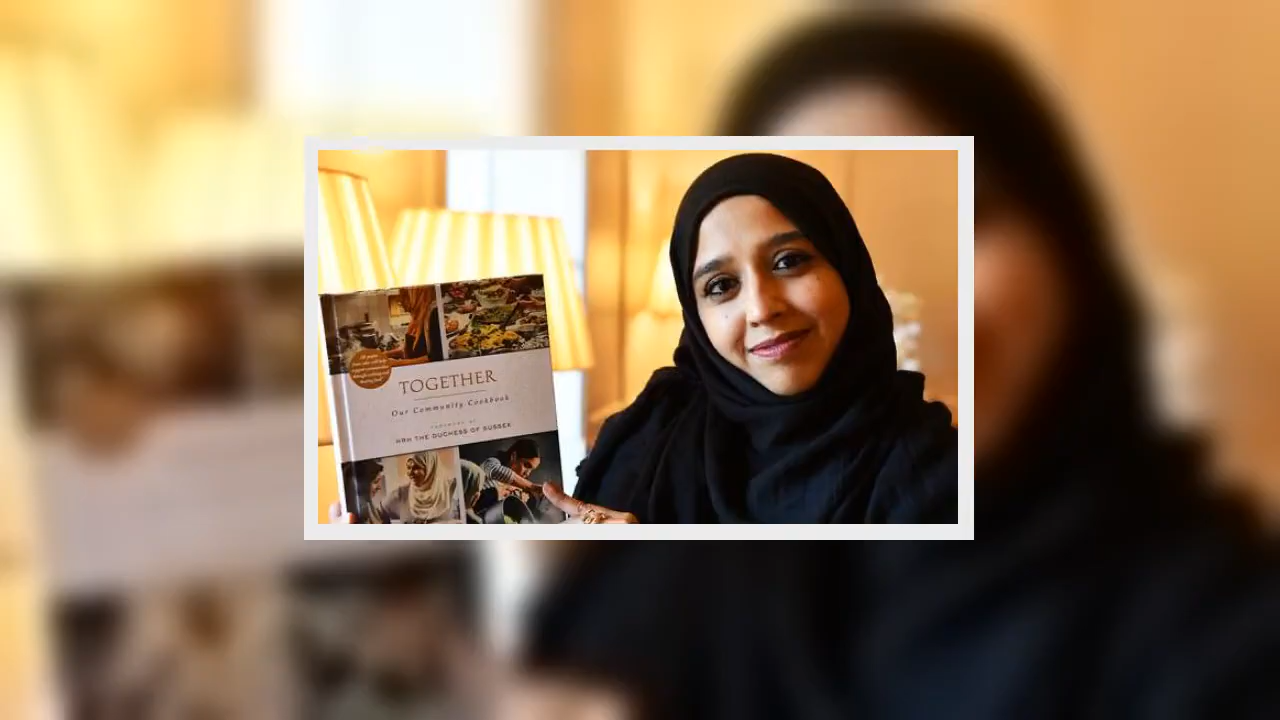 TOGETHER
Our Community Cookbook
FOREWORD BY
HRH THE DUCHESS OF SUSSEX